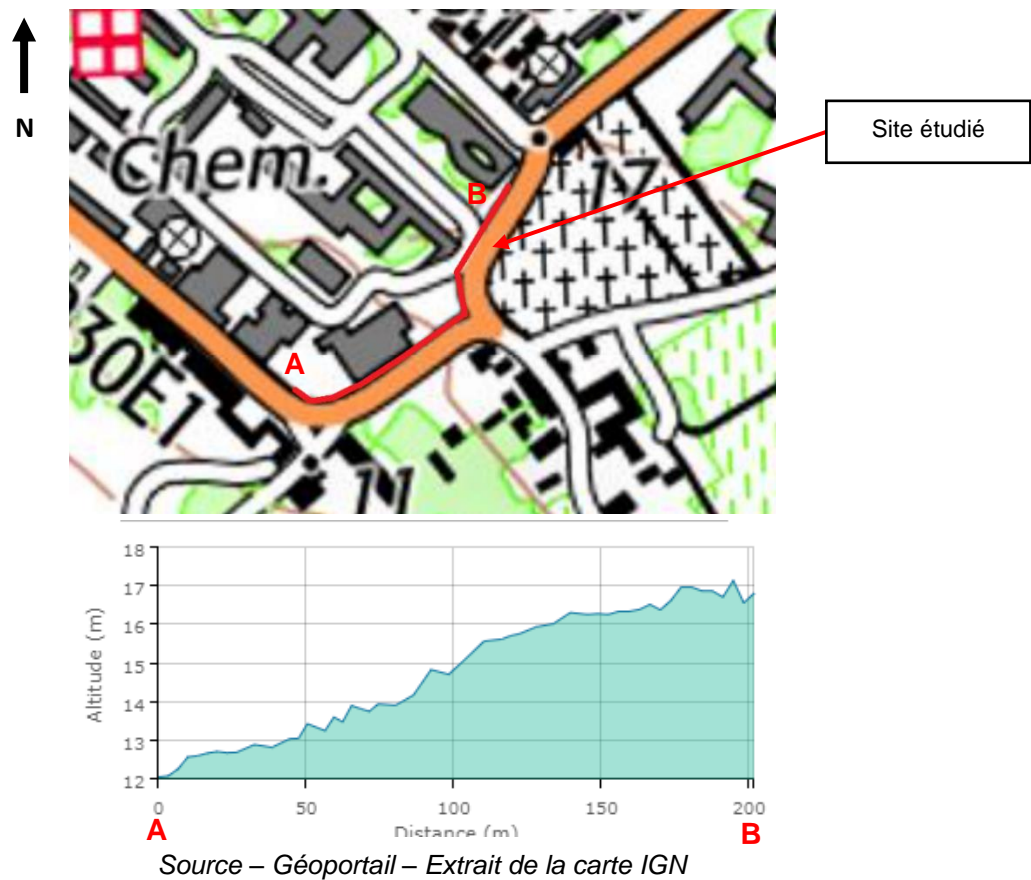 N
Site étudié
Chem.
17
B
A
30E1
11
18
17
16
15
14
13
12
Altitude (m)
0
50
100
150
200
A
Distance (m)
B
Source – Géoportail – Extrait de la carte IGN